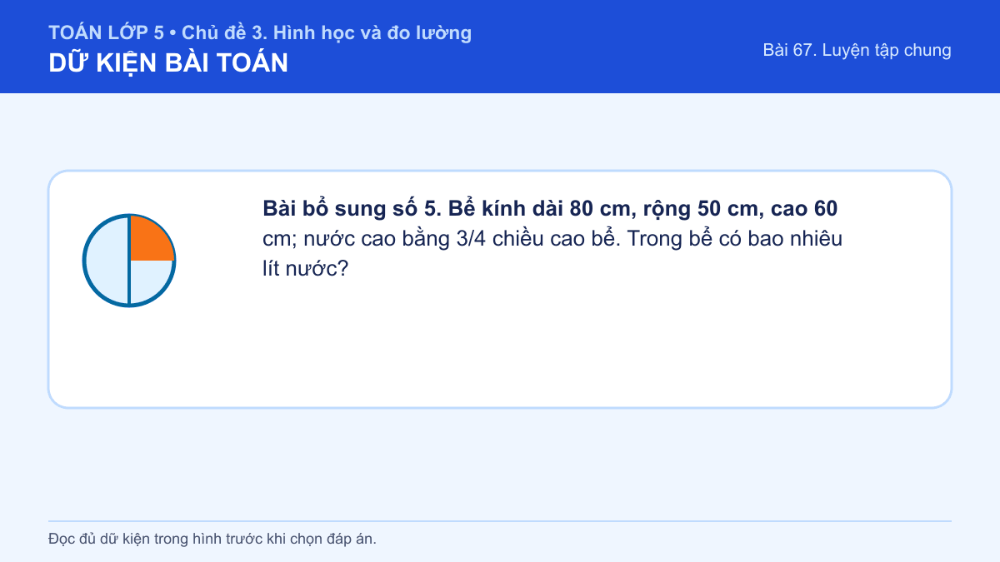 TOÁN LỚP 5 • Chủ đề 3. Hình học và đo lường
DỮ KIỆN BÀI TOÁN
Bài 67. Luyện tập chung
Bài bổ sung số 5. Bể kính dài 80 cm, rộng 50 cm, cao 60
cm; nước cao bằng 3/4 chiều cao bể. Trong bể có bao nhiêu
lít nước?
Đọc đủ dữ kiện trong hình trước khi chọn đáp án.